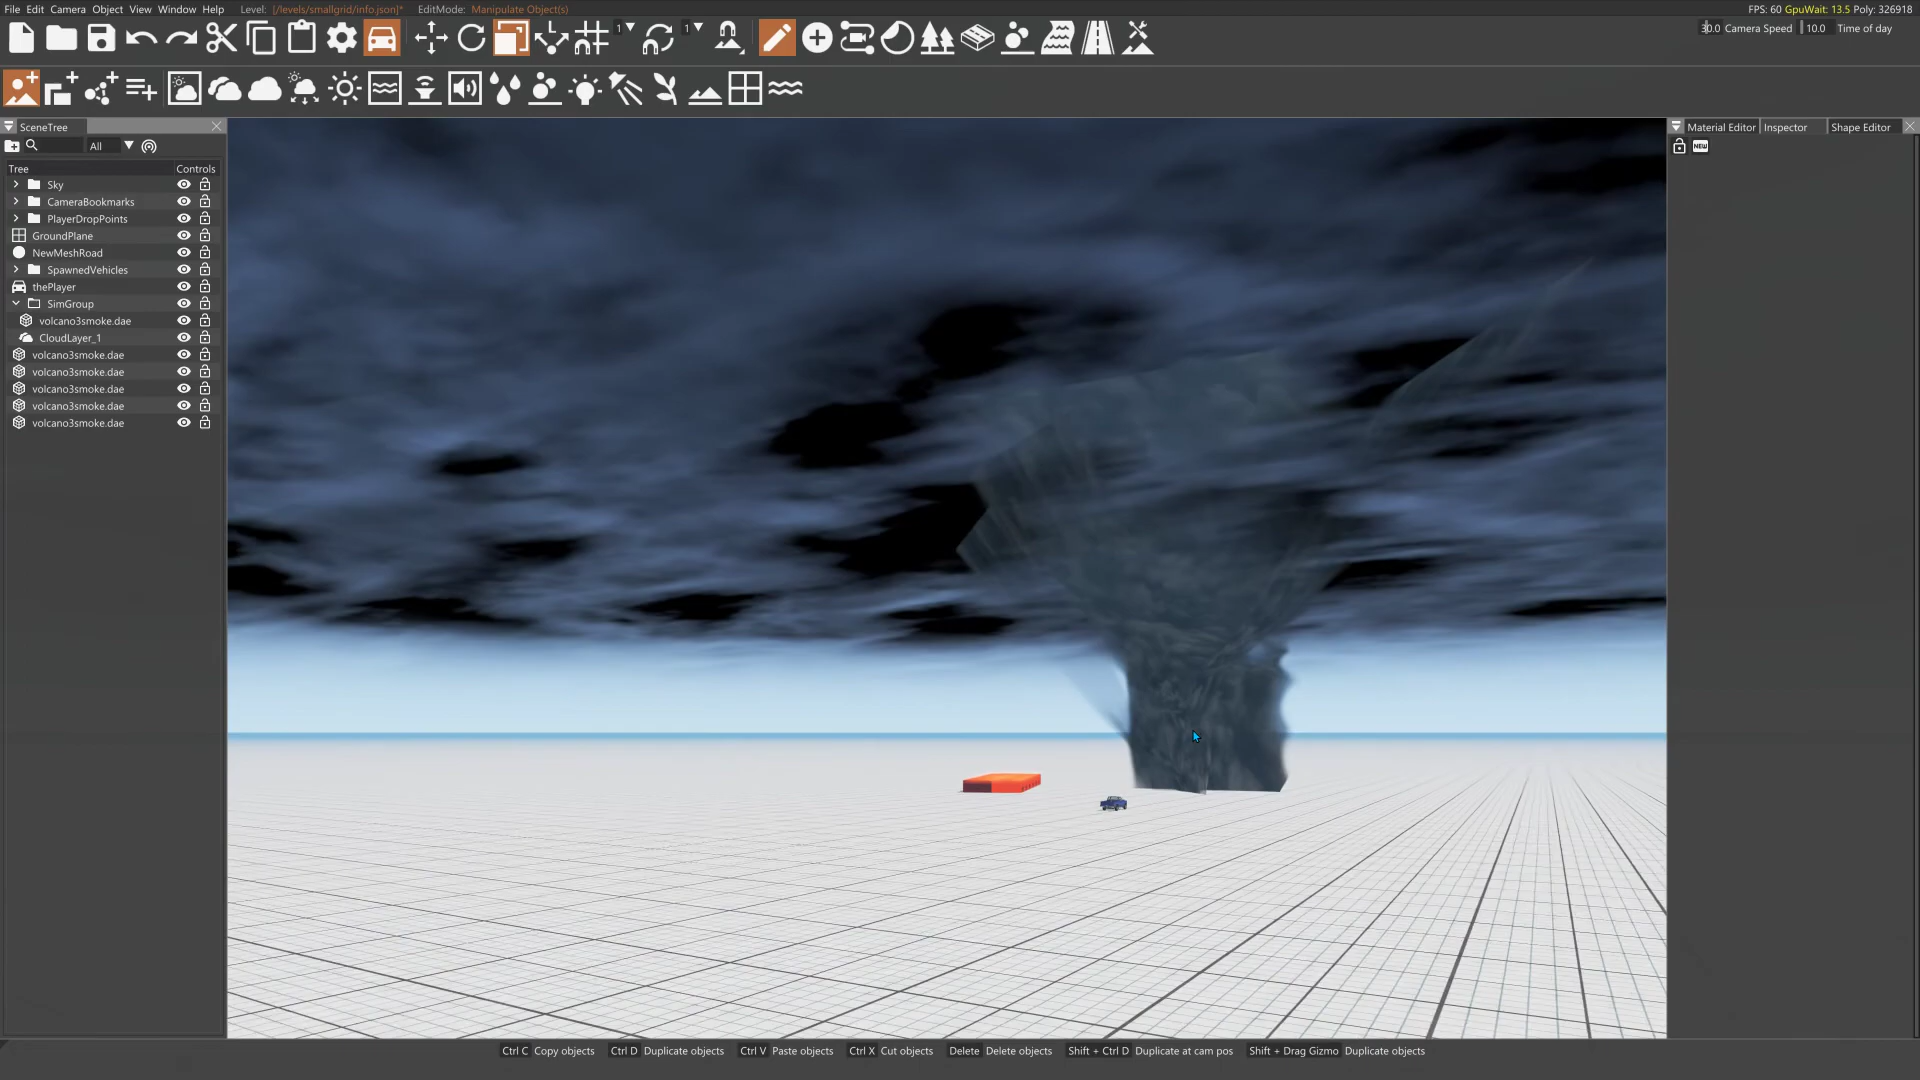 File Edit Camera Object View Window Help Level: [/levels/smallgrid/info.json]* EditMode: Manipulate Object(s) FPS: 60 GpuWait: 13.5 Poly: 326918
1 1 30.0 Camera Speed 10.0 Time of day
SceneTree Material Editor Inspector Shape Editor
All NEW
Tree Controls
Sky
CameraBookmarks
PlayerDropPoints
GroundPlane
NewMeshRoad
SpawnedVehicles
thePlayer
SimGroup
volcano3smoke.dae
CloudLayer_1
volcano3smoke.dae
volcano3smoke.dae
volcano3smoke.dae
volcano3smoke.dae
volcano3smoke.dae
Ctrl C Copy objects Ctrl D Duplicate objects Ctrl V Paste objects Ctrl X Cut objects Delete Delete objects Shift + Ctrl D Duplicate at cam pos Shift + Drag Gizmo Duplicate objects